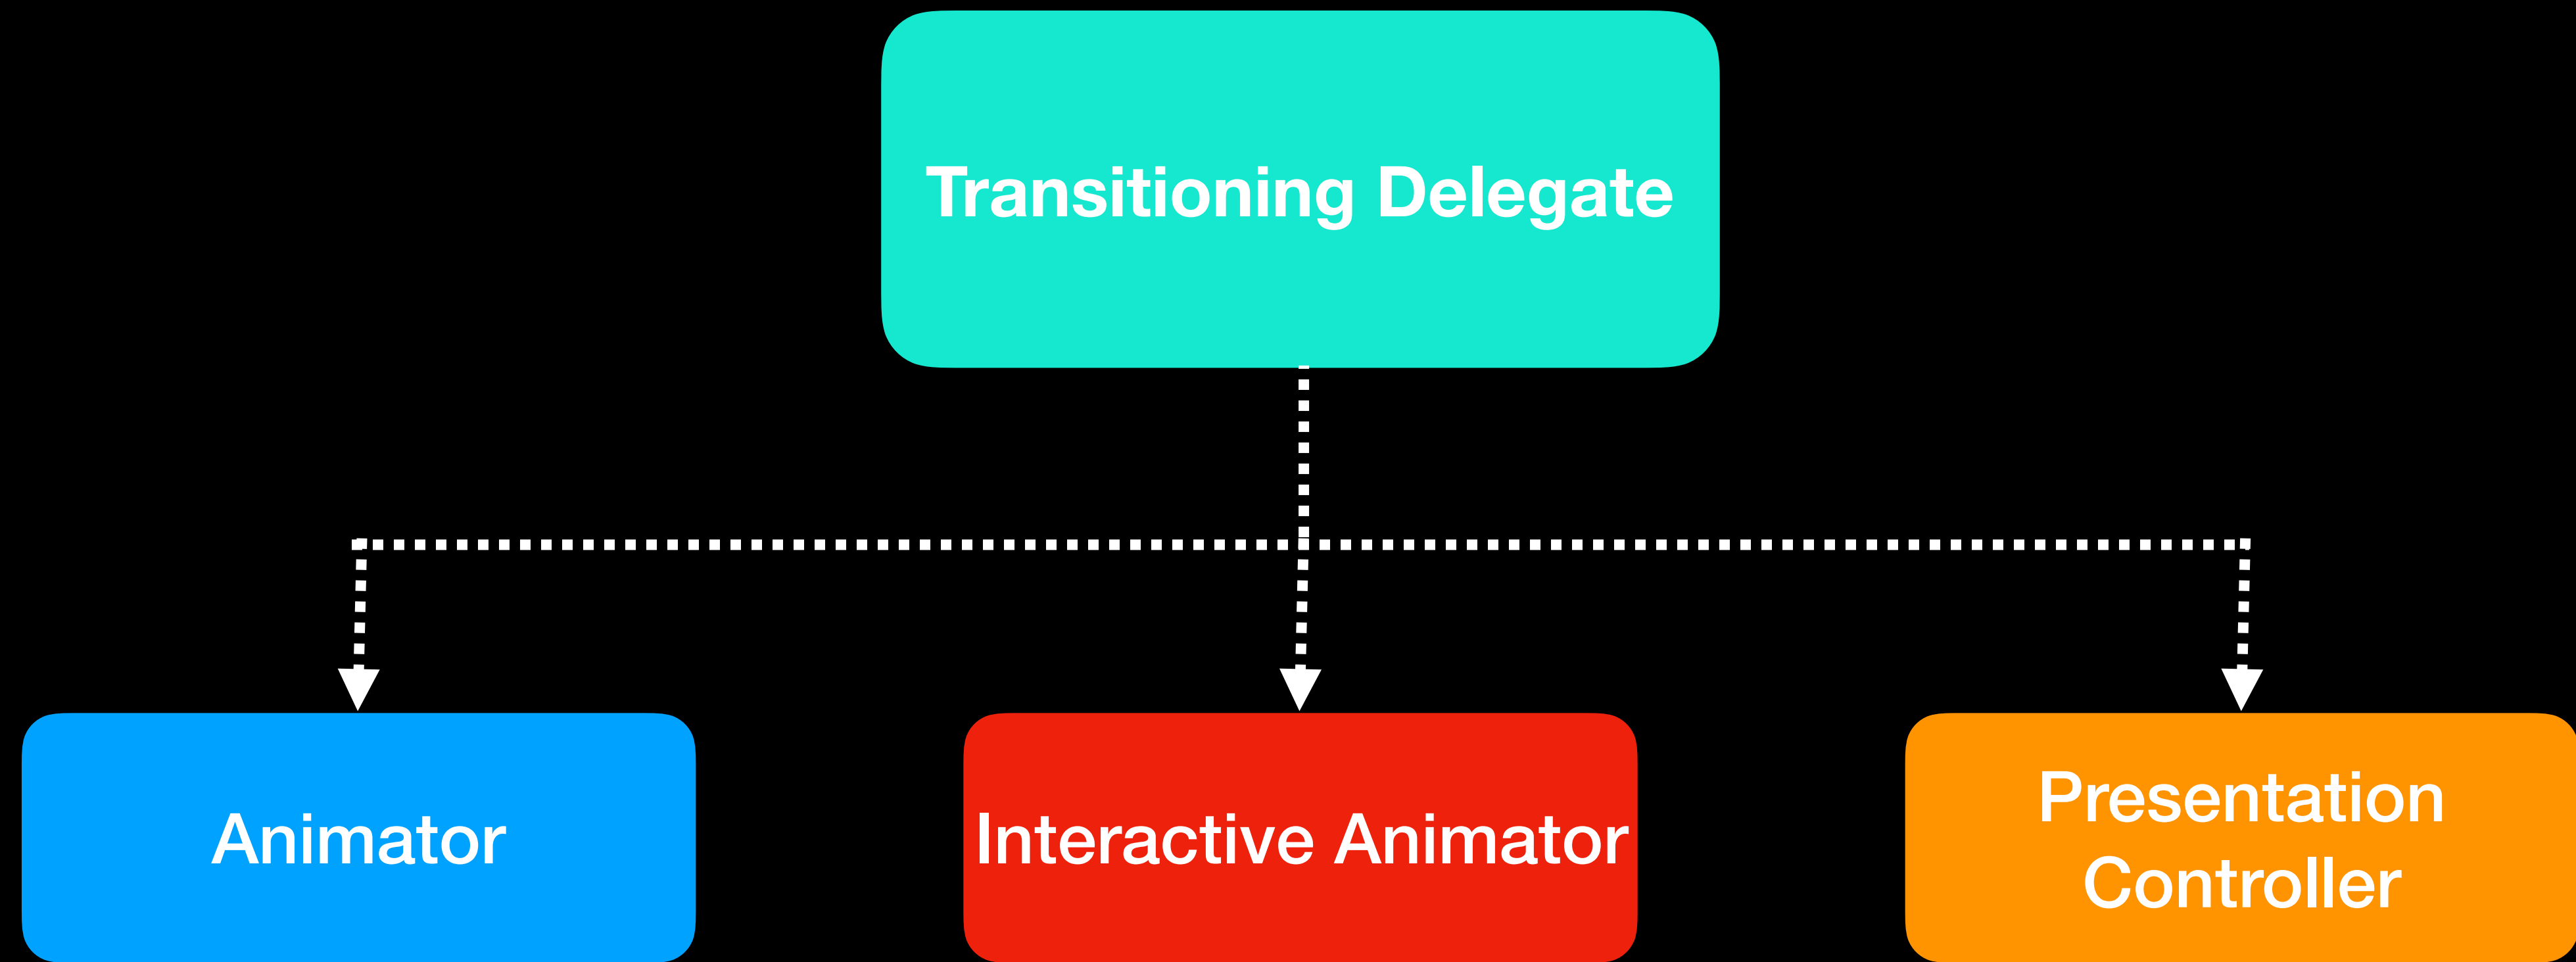 Transitioning Delegate
Animator
Interactive Animator
Presentation
Controller